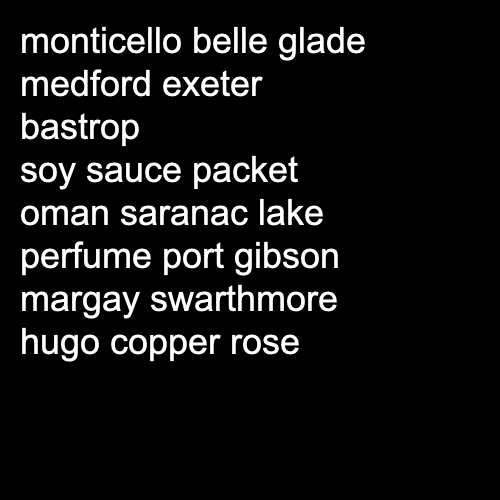 monticello belle glade
medford exeter
bastrop
soy sauce packet
oman saranac lake
perfume port gibson
margay swarthmore
hugo copper rose